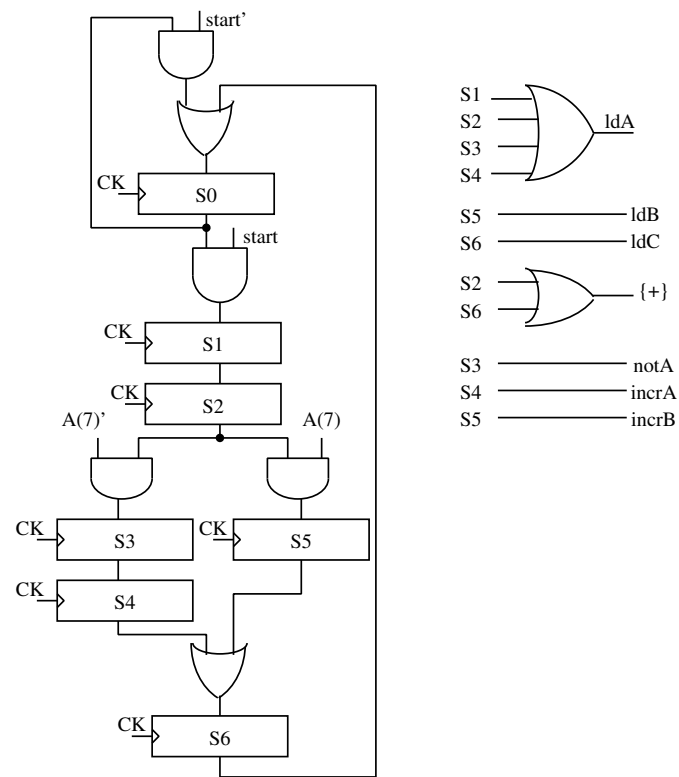 start'
CK
S0
start
CK
S1
CK
S2
A(7)'
A(7)
CK
S3
CK
S5
CK
S4
CK
S6
S1
S2
S3
S4
ldA
S5
ldB
S6
ldC
S2
S6
{+}
S3
notA
S4
incrA
S5
incrB